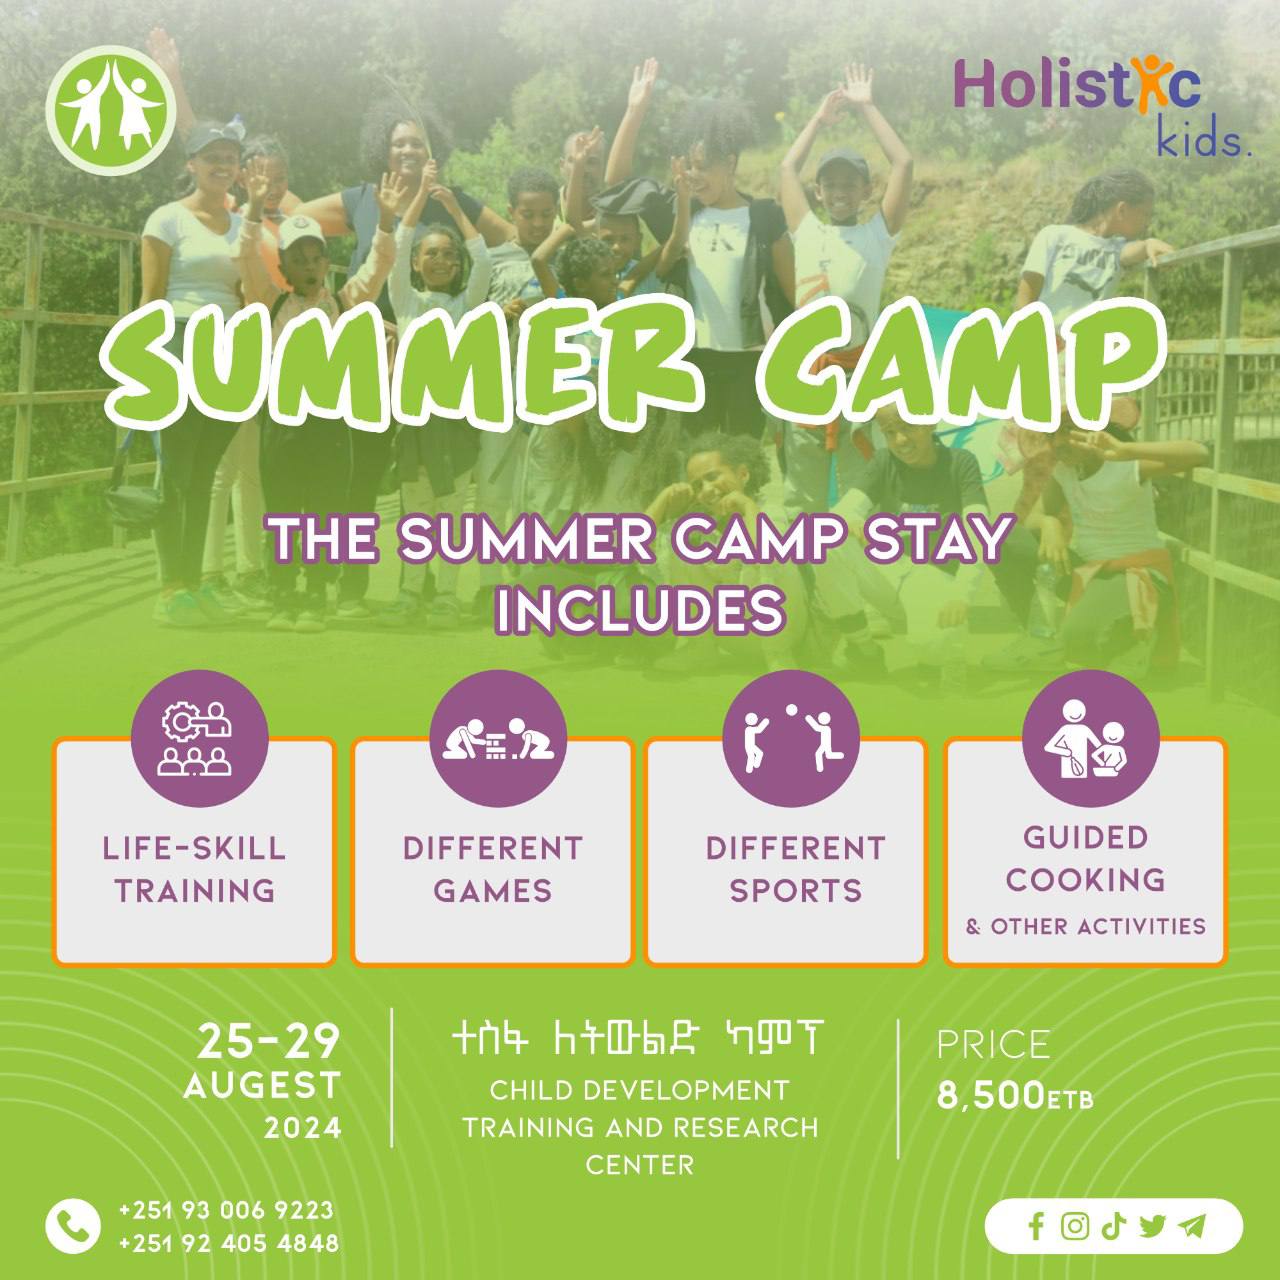 Holistic
kids.
SUMMER CAMP
THE SUMMER CAMP STAY
INCLUDES
LIFE-SKILL
TRAINING
DIFFERENT
GAMES
DIFFERENT
SPORTS
GUIDED
COOKING
& OTHER ACTIVITIES
25-29
AUGEST
2024
ተስፋ ለትውልድ ካምፕ
CHILD DEVELOPMENT
TRAINING AND RESEARCH
CENTER
PRICE
8,500ETB
+251 93 006 9223
+251 92 405 4848